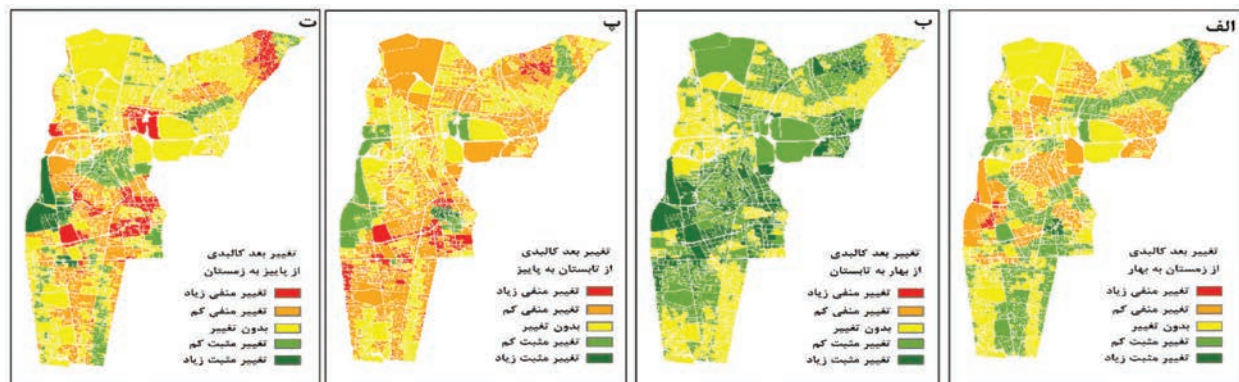 الف
تغییر بعد کالبدی
از زمستان به بهار
تغییر منفی زیاد
تغییر منفی کم
بدون تغییر
تغییر مثبت کم
تغییر مثبت زیاد
ب
تغییر بعد کالبدی
از بهار به تابستان
تغییر منفی زیاد
تغییر منفی کم
بدون تغییر
تغییر مثبت کم
تغییر مثبت زیاد
پ
تغییر بعد کالبدی
از تابستان به پاییز
تغییر منفی زیاد
تغییر منفی کم
بدون تغییر
تغییر مثبت کم
تغییر مثبت زیاد
ت
تغییر بعد کالبدی
از پاییز به زمستان
تغییر منفی زیاد
تغییر منفی کم
بدون تغییر
تغییر مثبت کم
تغییر مثبت زیاد